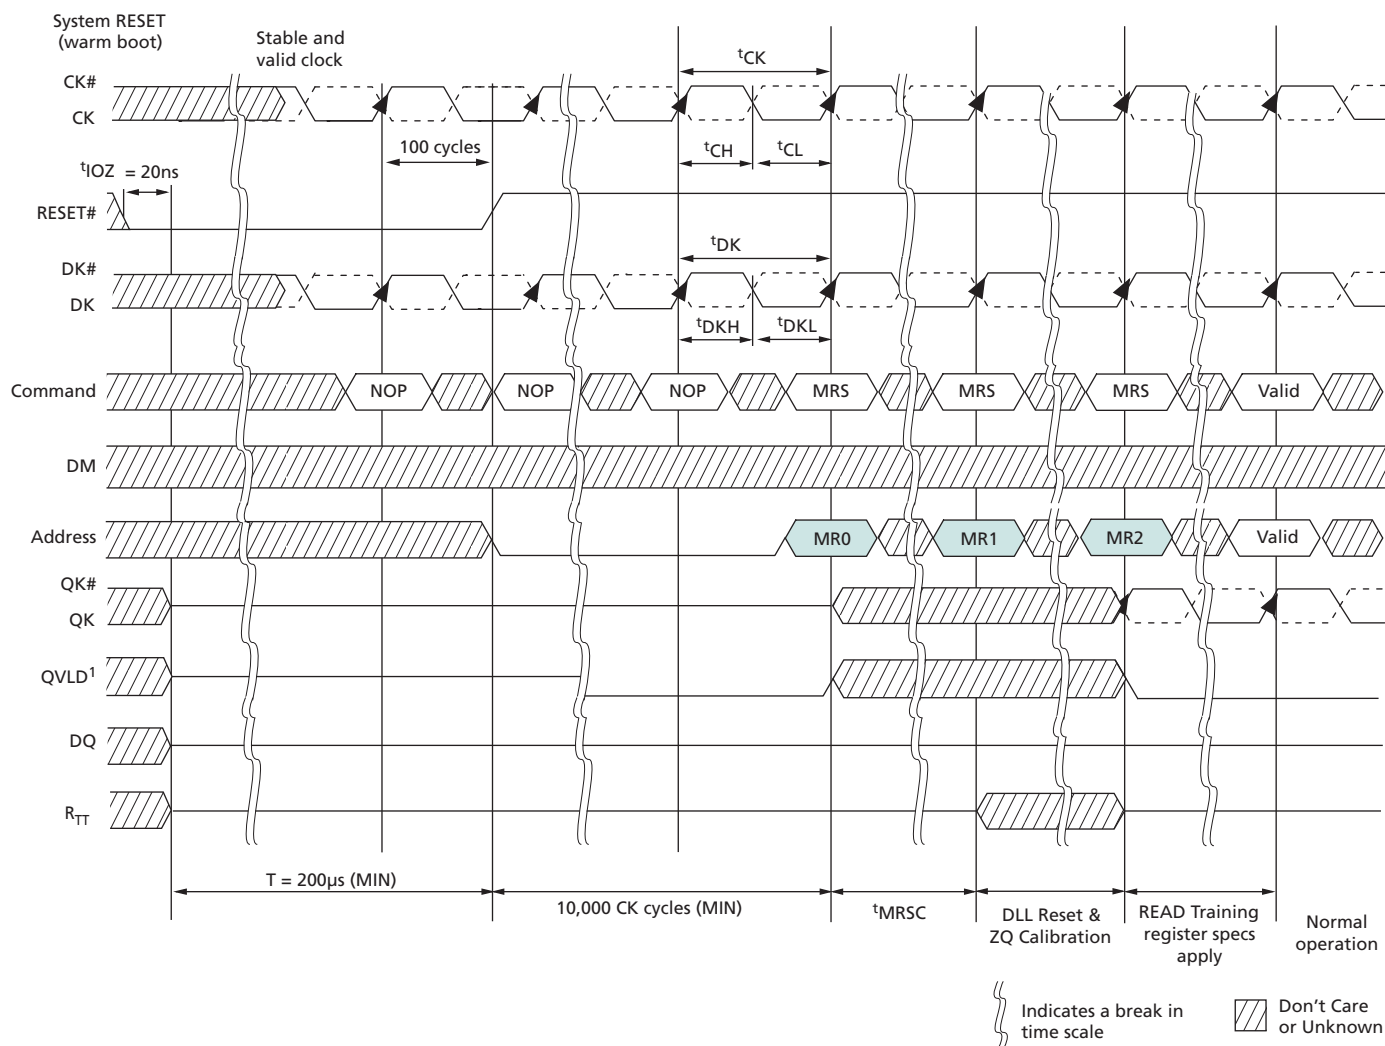 System RESET
(warm boot)
Stable and
valid clock
tCK
CK#
CK
100 cycles
tCH
tCL
tIOZ = 20ns
RESET#
tDK
DK#
DK
tDKH
tDKL
Command
NOP
NOP
NOP
MRS
MRS
MRS
Valid
DM
Address
MR0
MR1
MR2
Valid
QK#
QK
QVLD1
DQ
RTT
T = 200µs (MIN)
10,000 CK cycles (MIN)
tMRSC
DLL Reset &
ZQ Calibration
READ Training
register specs
apply
Normal
operation
Indicates a break in
time scale
Don't Care
or Unknown